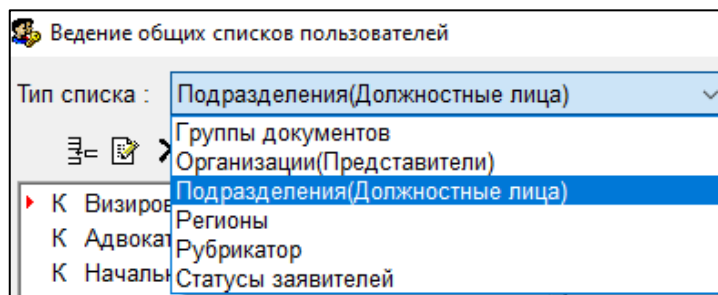 Ведение общих списков пользователей
Тип списка : Подразделения(Должностные лица)
Группы документов
Организации(Представители)
Подразделения(Должностные лица)
К
Регионы
К
Рубрикатор
К
Статусы заявителей